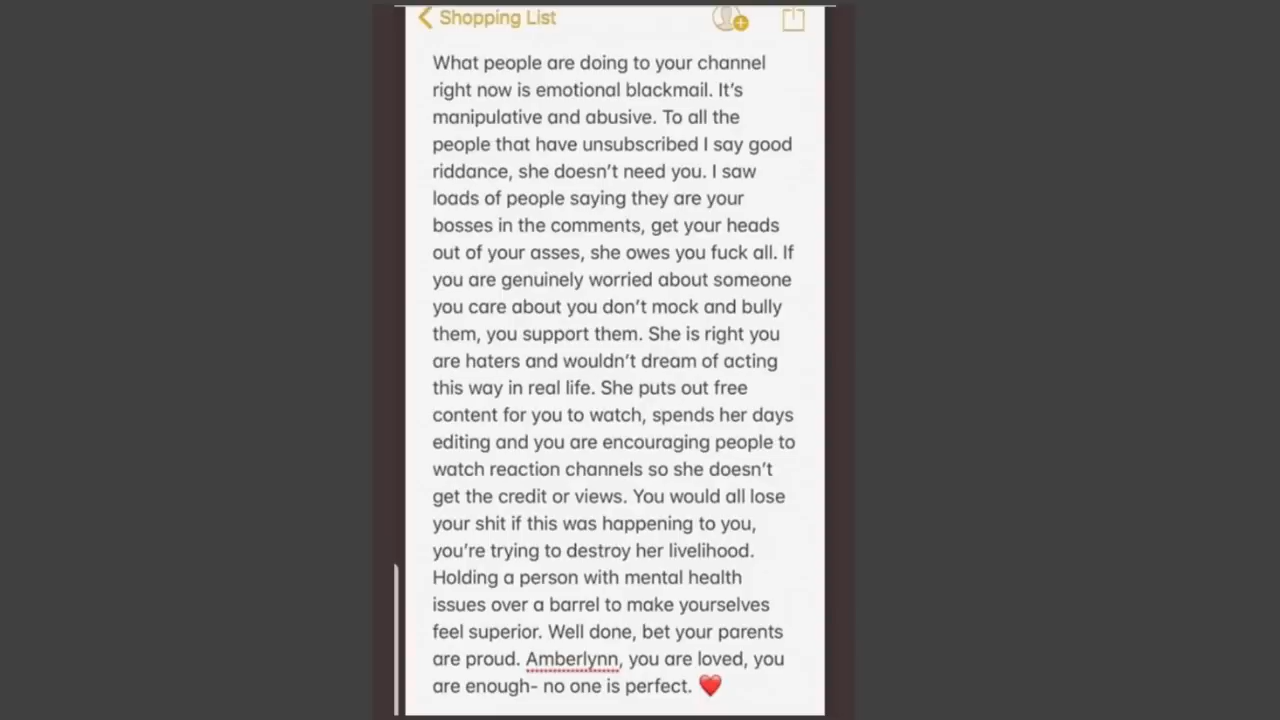 Shopping List
What people are doing to your channel
right now is emotional blackmail. It’s
manipulative and abusive. To all the
people that have unsubscribed I say good
riddance, she doesn’t need you. I saw
loads of people saying they are your
bosses in the comments, get your heads
out of your asses, she owes you fuck all. If
you are genuinely worried about someone
you care about you don’t mock and bully
them, you support them. She is right you
are haters and wouldn’t dream of acting
this way in real life. She puts out free
content for you to watch, spends her days
editing and you are encouraging people to
watch reaction channels so she doesn’t
get the credit or views. You would all lose
your shit if this was happening to you,
you’re trying to destroy her livelihood.
Holding a person with mental health
issues over a barrel to make yourselves
feel superior. Well done, bet your parents
are proud. Amberlynn, you are loved, you
are enough- no one is perfect. ❤️